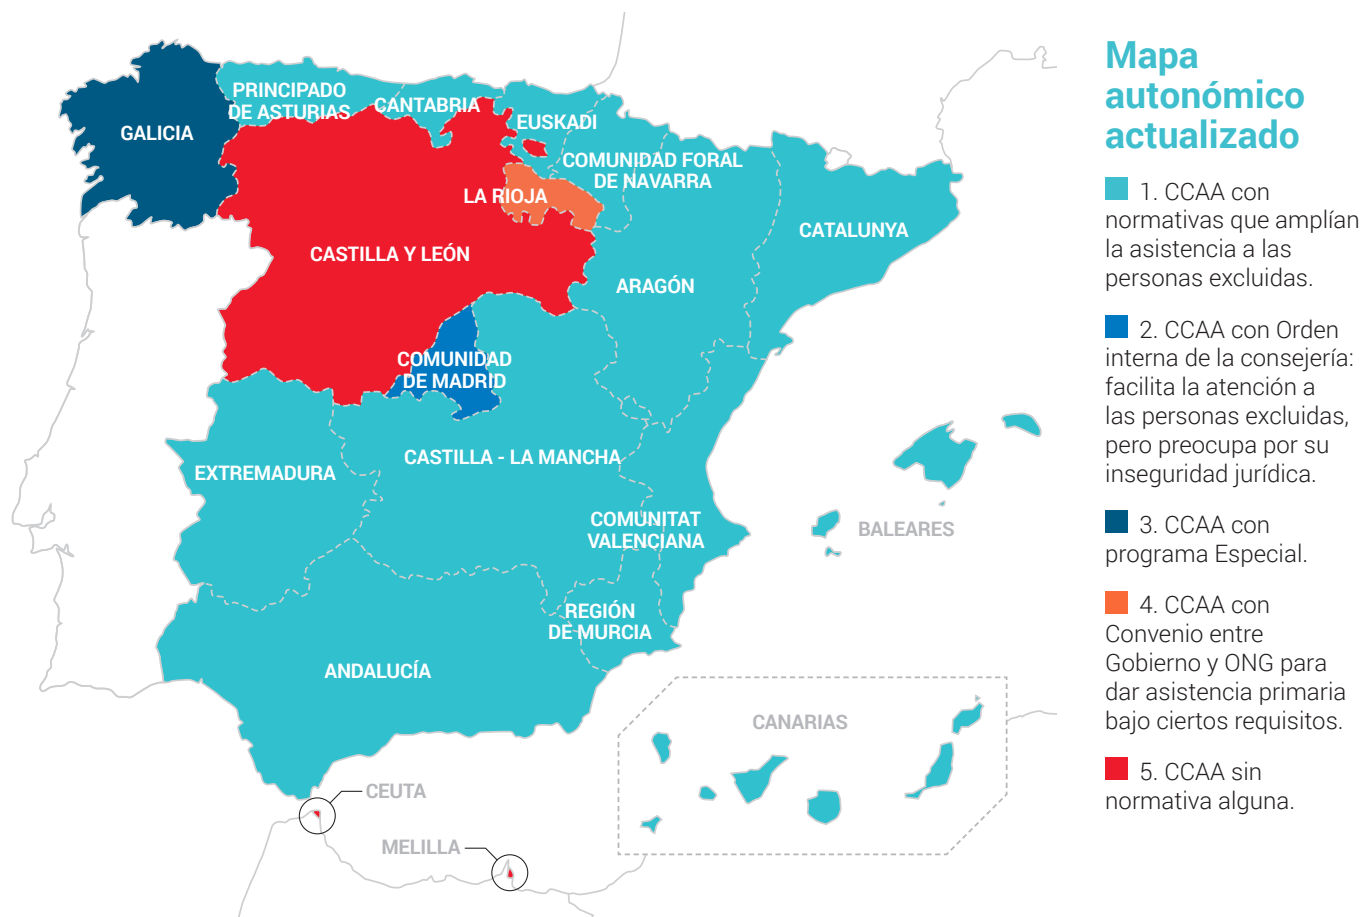 Mapa
autonómico
actualizado
1. CCAA con
normativas que amplían
la asistencia a las
personas excluidas.
2. CCAA con Orden
interna de la consejería:
facilita la atención a
las personas excluidas,
pero preocupa por su
inseguridad jurídica.
3. CCAA con
programa Especial.
4. CCAA con
Convenio entre
Gobierno y ONG para
dar asistencia primaria
bajo ciertos requisitos.
5. CCAA sin
normativa alguna.
GALICIA
PRINCIPADO
DE ASTURIAS
CANTABRIA
EUSKADI
COMUNIDAD FORAL
DE NAVARRA
LA RIOJA
CASTILLA Y LEÓN
CATALUNYA
ARAGÓN
COMUNIDAD
DE MADRID
EXTREMADURA
CASTILLA - LA MANCHA
COMUNITAT
VALENCIANA
BALEARES
REGIÓN
DE MURCIA
ANDALUCÍA
CANARIAS
CEUTA
MELILLA